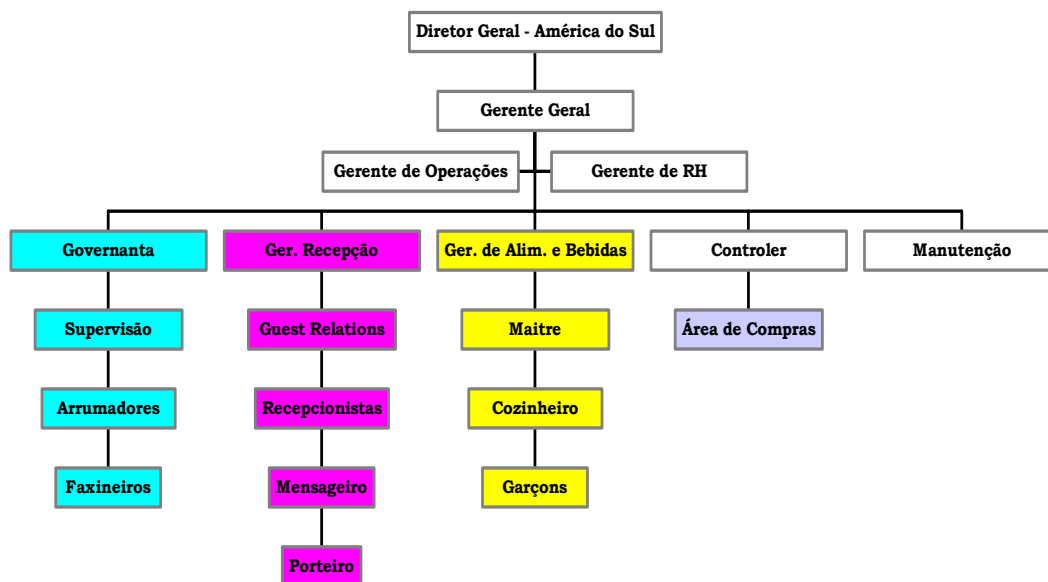 Diretor Geral - América do Sul
Gerente Geral
Gerente de Operações
Gerente de RH
Governanta
Ger. Recepção
Ger. de Alim. e Bebidas
Controler
Manutenção
Supervisão
Guest Relations
Maitre
Área de Compras
Arrumadores
Recepcionistas
Cozinheiro
Faxineiros
Mensageiro
Garçons
Porteiro